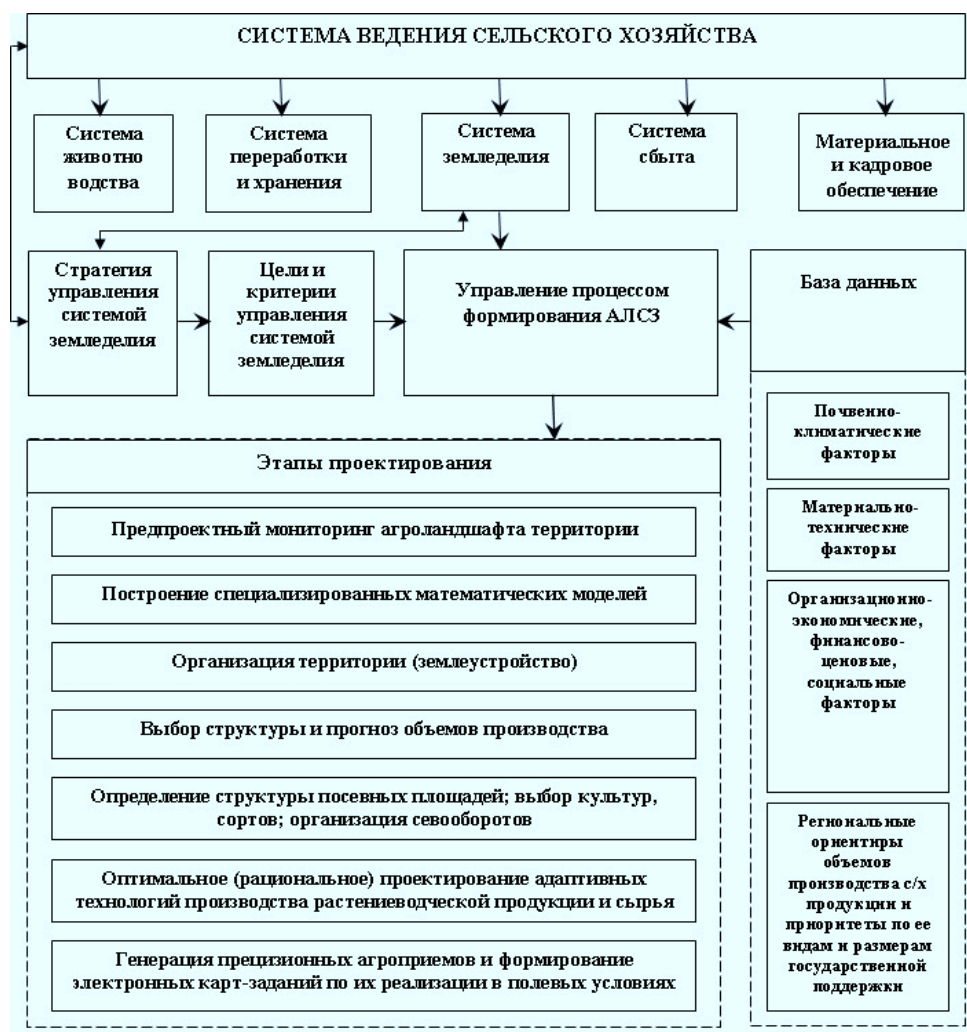 СИСТЕМА ВЕДЕНИЯ СЕЛЬСКОГО ХОЗЯЙСТВА
Система
животно
водства
Система
переработки
и хранения
Система
земледелия
Система
сбыта
Материальное
и кадровое
обеспечение
Стратегия
управления
системой
земледелия
Цели и
критерии
управления
системой
земледелия
Управление процессом
формирования АЛСЗ
База данных
Этапы проектирования
Предпроектный мониторинг агроландшафта территории
Построение специализированных математических моделей
Организация территории (землеустройство)
Выбор структуры и прогноз объемов производства
Определение структуры посевных площадей; выбор культур,
сортов; организация севооборотов
Оптимальное (рациональное) проектирование адаптивных
технологий производства растениеводческой продукции и сырья
Генерация прецизионных агроприемов и формирование
электронных карт-заданий по их реализации в полевых условиях
Почвенно-
климатические
факторы
Материально-
технические
факторы
Организационно-
экономические,
финансово-
ценовые,
социальные
факторы
Региональные
ориентиры
объемов
производства с/х
продукции и
приоритеты по ее
видам и размерам
государственной
поддержки